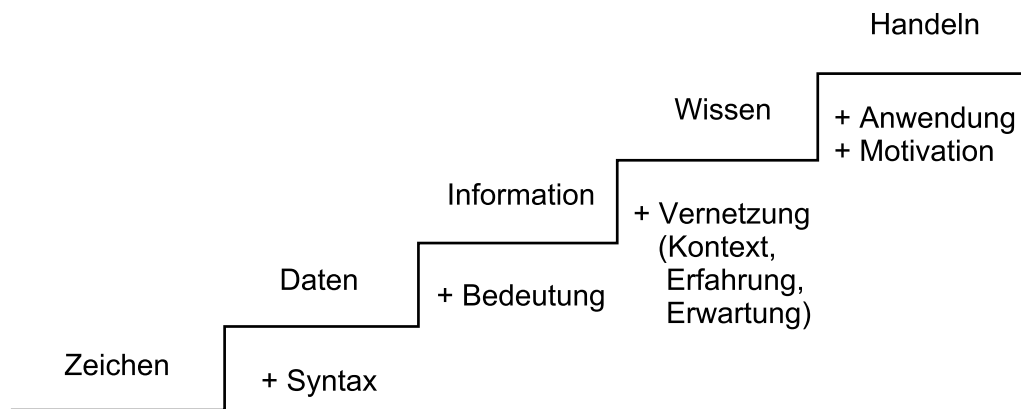 Handeln
Wissen
+ Anwendung
+ Motivation
Information
+ Vernetzung
(Kontext,
Erfahrung,
Erwartung)
Daten
+ Bedeutung
Zeichen
+ Syntax